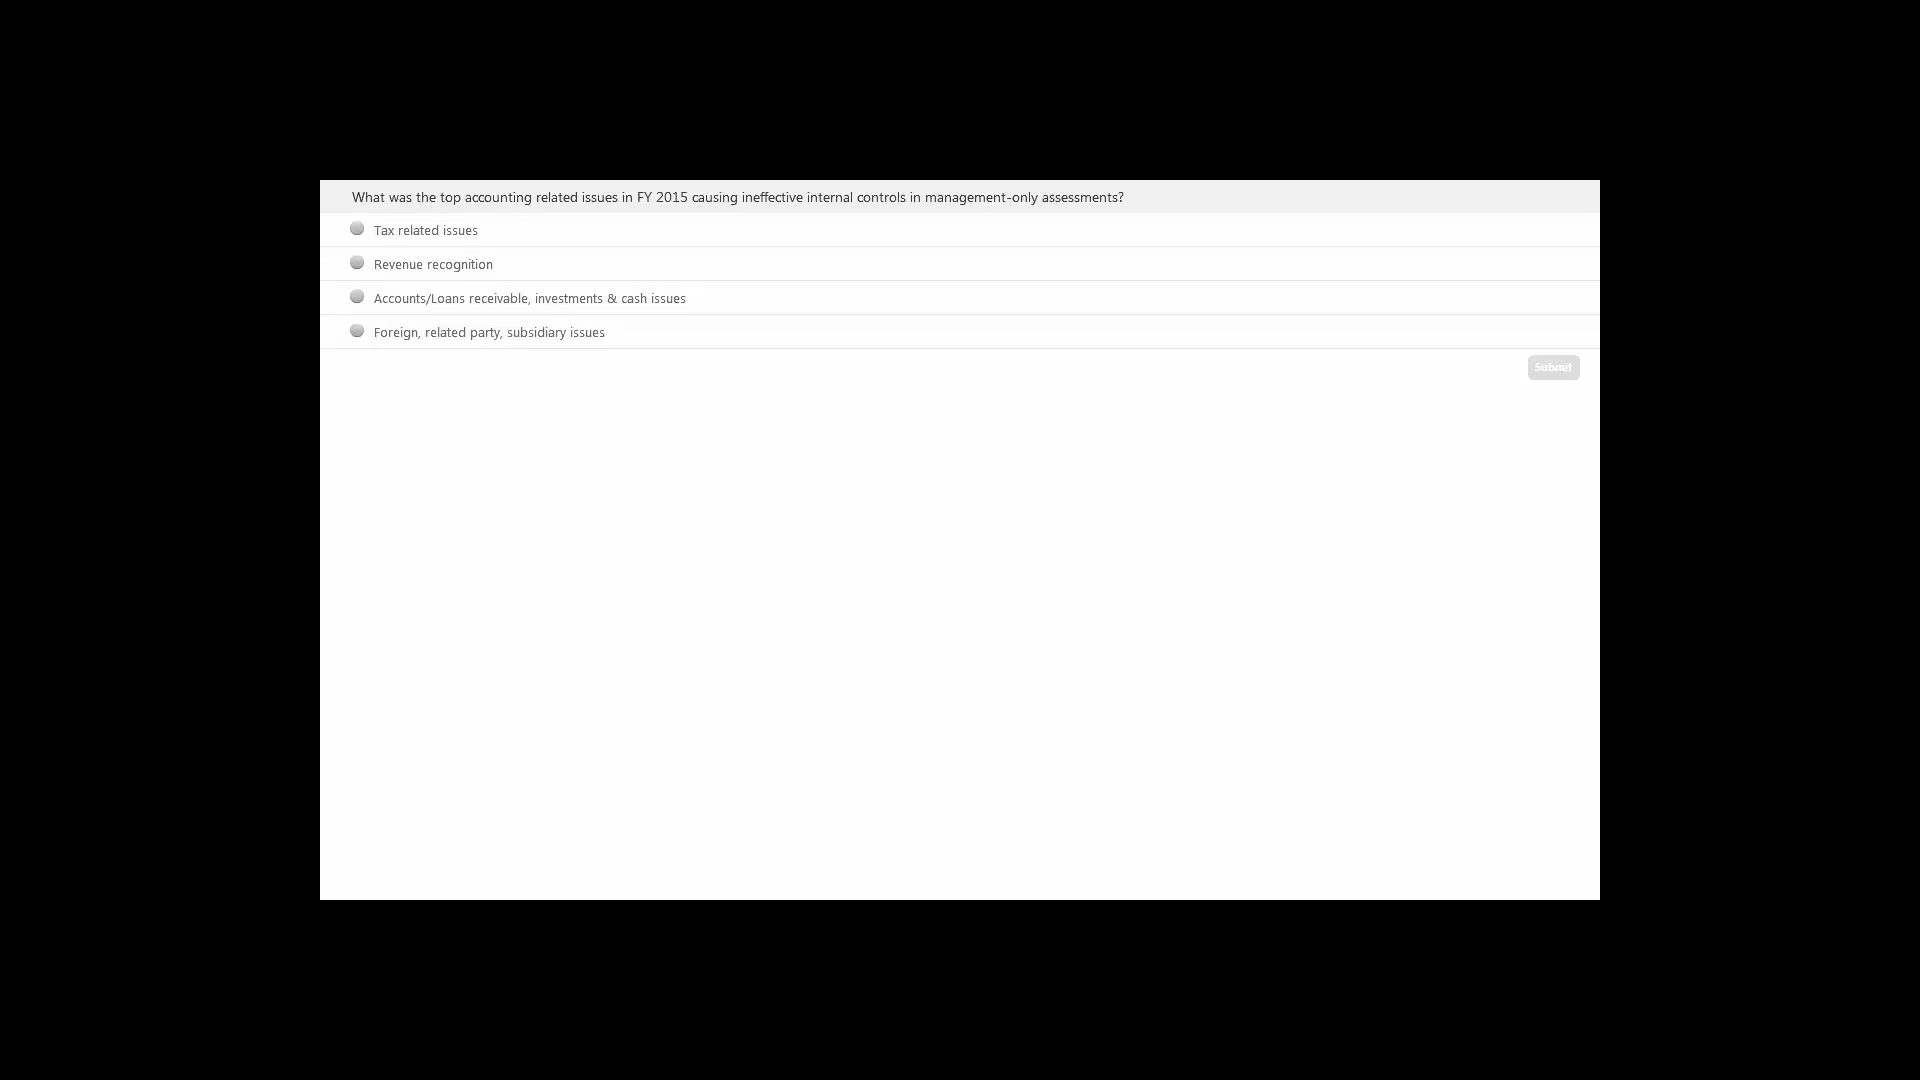 What was the top accounting related issues in FY 2015 causing ineffective internal controls in management-only assessments?
Tax related issues
Revenue recognition
Accounts/Loans receivable, investments & cash issues
Foreign, related party, subsidiary issues
Submit